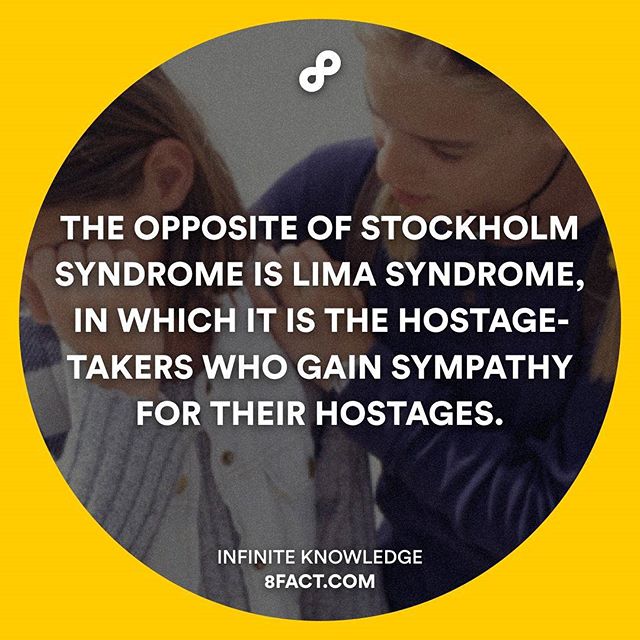 THE OPPOSITE OF STOCKHOLM
SYNDROME IS LIMA SYNDROME,
IN WHICH IT IS THE HOSTAGE-
TAKERS WHO GAIN SYMPATHY
FOR THEIR HOSTAGES.
INFINITE KNOWLEDGE
8FACT.COM